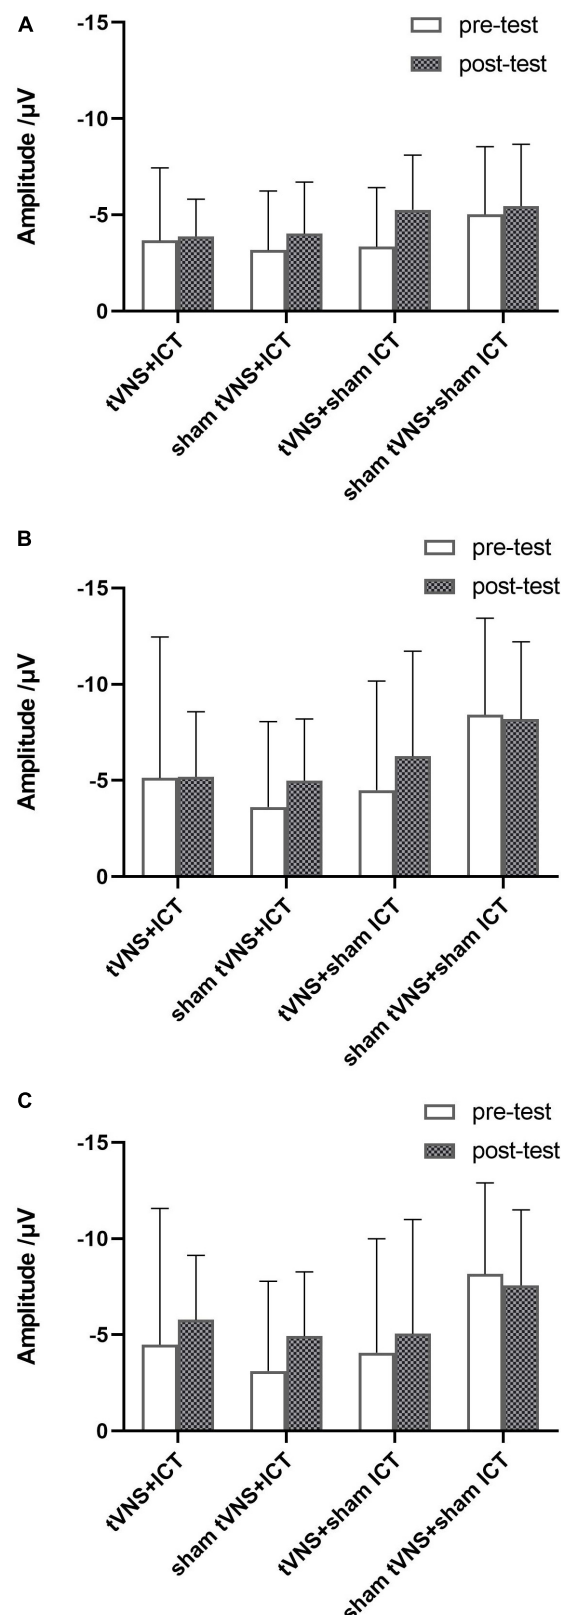 A
pre-test
post-test
Amplitude /μV
-15
-10
-5
0
tVNS+ICT
sham tVNS+ICT
tVNS+sham ICT
sham tVNS+sham ICT
B
pre-test
post-test
Amplitude /μV
-15
-10
-5
0
tVNS+ICT
sham tVNS+ICT
tVNS+sham ICT
sham tVNS+sham ICT
C
pre-test
post-test
Amplitude /μV
-15
-10
-5
0
tVNS+ICT
sham tVNS+ICT
tVNS+sham ICT
sham tVNS+sham ICT